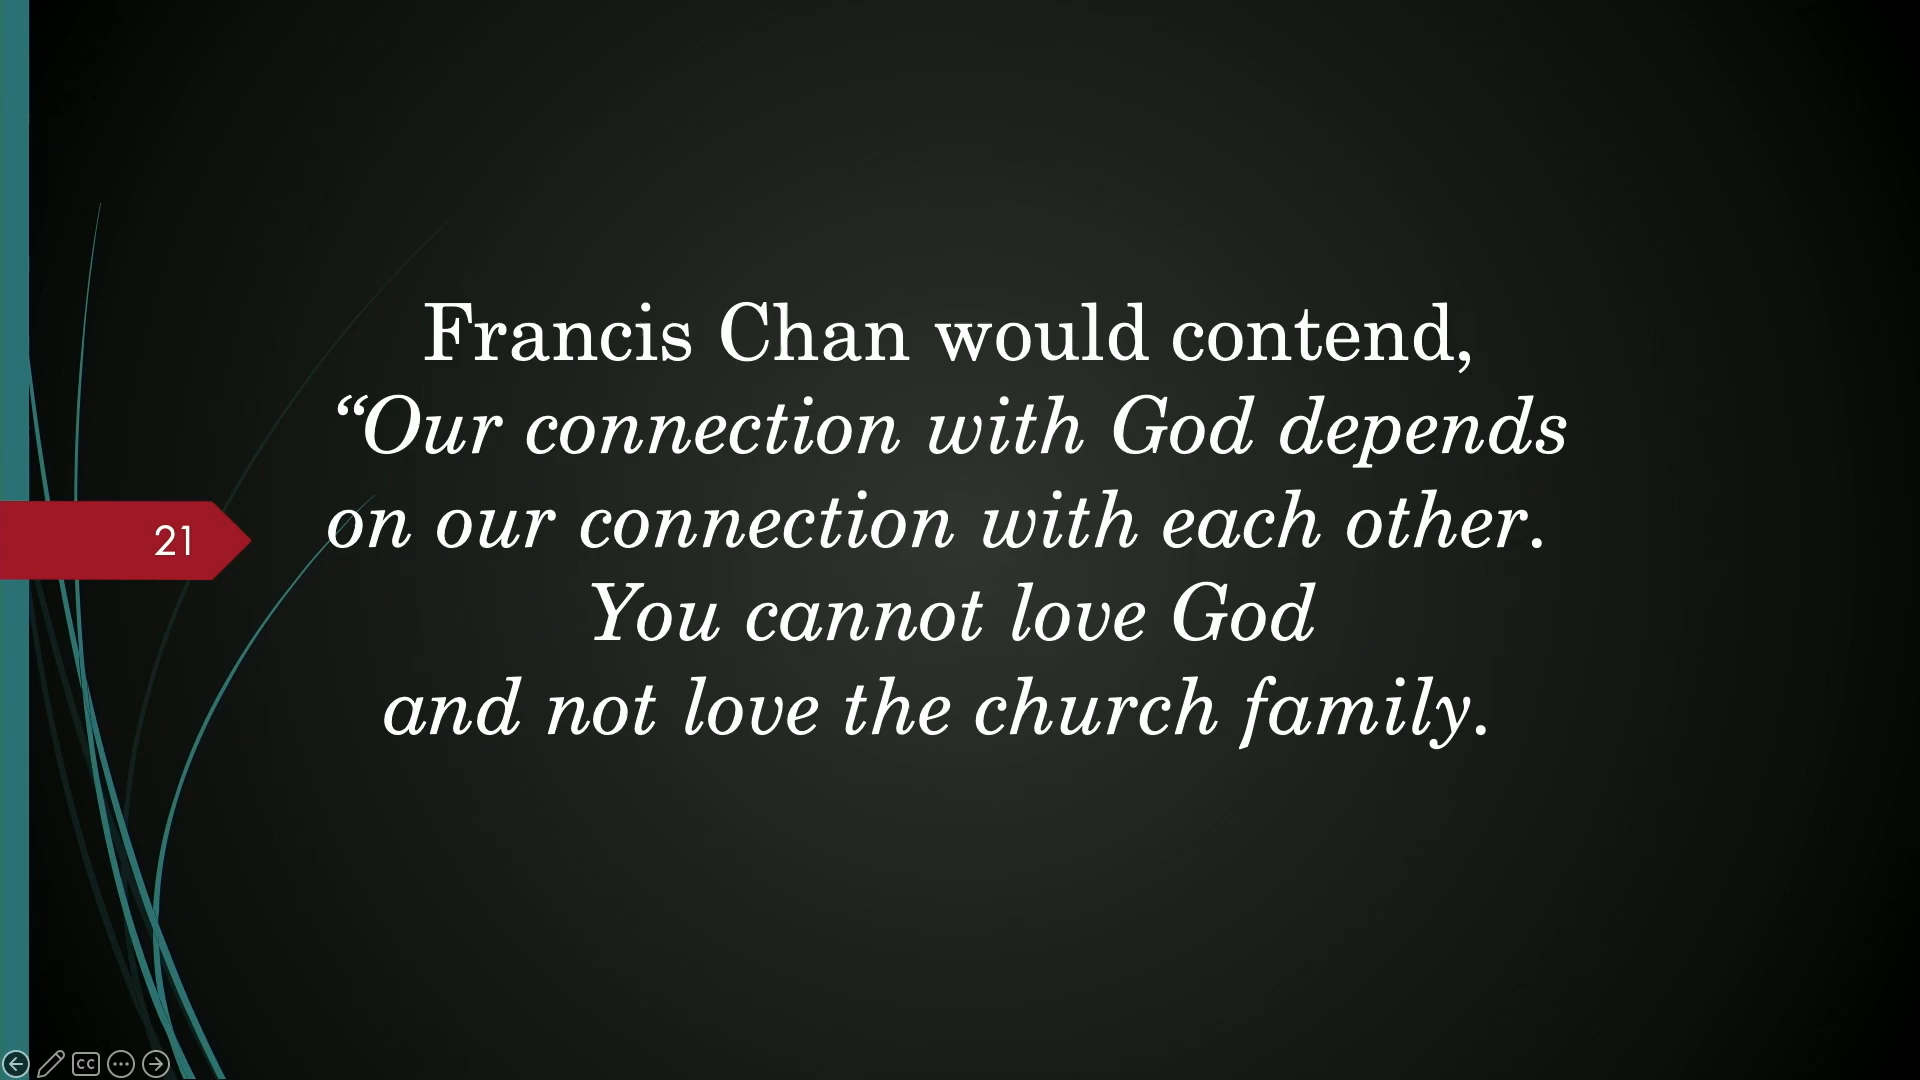 Francis Chan would contend,
“Our connection with God depends
on our connection with each other.
You cannot love God
and not love the church family.
21
CC